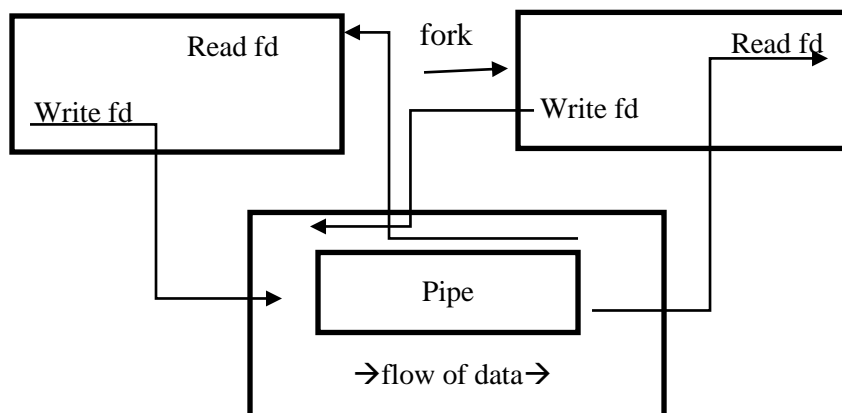 Read fd
Write fd
fork
Read fd
Write fd
Pipe
→flow of data→